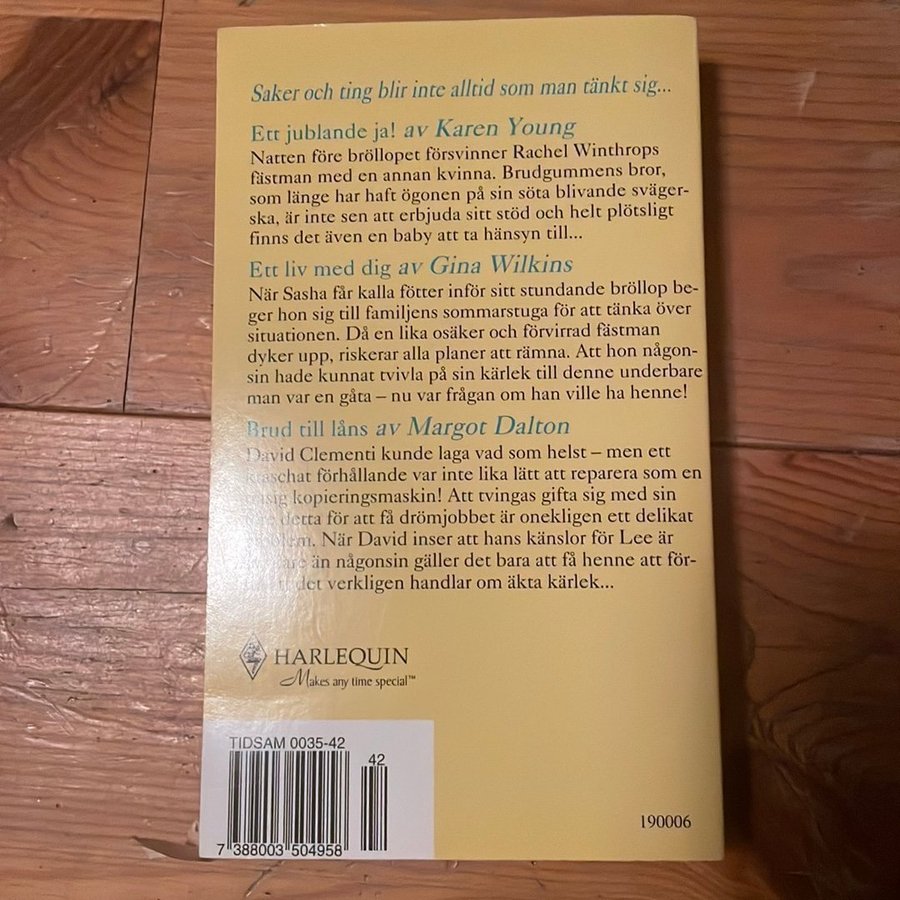 Saker och ting blir inte alltid som man tänkt sig...
Ett jublande ja! av Karen Young
Natten före bröllopet försvinner Rachel Winthrops
fästman med en annan kvinna. Brudgummens bror,
som länge har haft ögonen på sin söta blivande sväger-
ska, är inte sen att erbjuda sitt stöd och helt plötsligt
finns det även en baby att ta hänsyn till...
Ett liv med dig av Gina Wilkins
När Sasha får kalla fötter inför sitt stundande bröllop be-
ger hon sig till familjens sommarstuga för att tänka över
situationen. Då en lika osäker och förvirrad fästman
dyker upp, riskerar alla planer att rämna. Att hon någon-
sin hade kunnat tvivla på sin kärlek till denne underbare
man var en gåta – nu var frågan om han ville ha henne!
Brud till låns av Margot Dalton
David Clementi kunde laga vad som helst – men ett
kraschat förhållande var inte lika lätt att reparera som en
kopieringsmaskin! Att tvingas gifta sig med sin
detta för att få drömjobbet är onekligen ett delikat
problem. När David inser att hans känslor för Lee är
än någonsin gäller det bara att få henne att för-
det verkligen handlar om äkta kärlek...
HARLEQUIN
Makes any time special™
TIDSAM 0035-42
42
7 388003 504958
190006